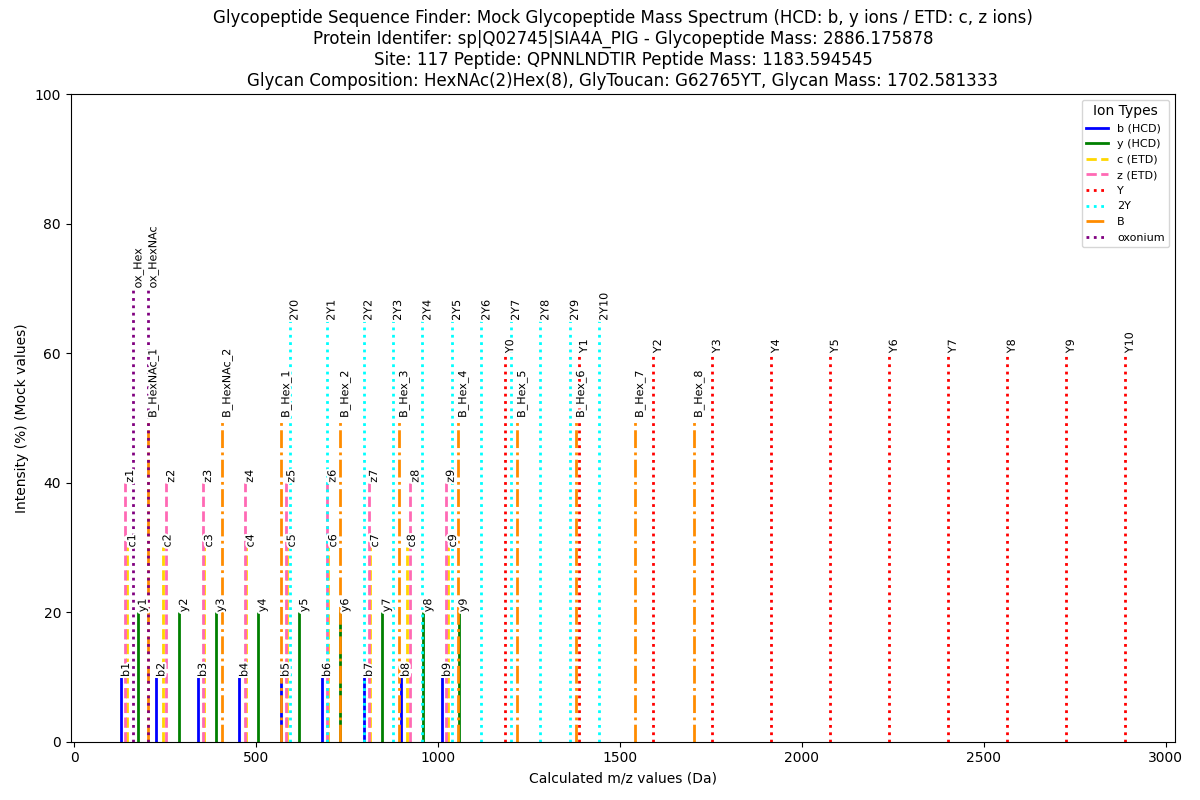 Glycopeptide Sequence Finder: Mock Glycopeptide Mass Spectrum (HCD: b, y ions / ETD: c, z ions)
Protein Identifer: sp|Q02745|SIA4A_PIG - Glycopeptide Mass: 2886.175878
Site: 117 Peptide: QPNNLNDTIR Peptide Mass: 1183.594545
Glycan Composition: HexNAc(2)Hex(8), GlyToucan: G62765YT, Glycan Mass: 1702.581333
Intensity (%) (Mock values)
100
80
60
40
20
0
Ion Types
b (HCD)
y (HCD)
c (ETD)
z (ETD)
Y
2Y
B
oxonium
ox_Hex
ox_HexNAc
2Y0
2Y1
2Y2
2Y3
2Y4
2Y5
2Y6
2Y7
2Y8
2Y9
2Y10
Y0
Y1
Y2
Y3
Y4
Y5
Y6
Y7
Y8
Y9
Y10
B_HexNAc_1
B_HexNAc_2
B_Hex_1
B_Hex_2
B_Hex_3
B_Hex_4
B_Hex_5
B_Hex_6
B_Hex_7
B_Hex_8
z1
z2
z3
z4
z5
z6
z7
z8
z9
c1
c2
c3
c4
c5
c6
c7
c8
c9
y1
y2
y3
y4
y5
y6
y7
y8
y9
b1
b2
b3
b4
b5
b6
b7
b8
b9
0
500
1000
1500
2000
2500
3000
Calculated m/z values (Da)